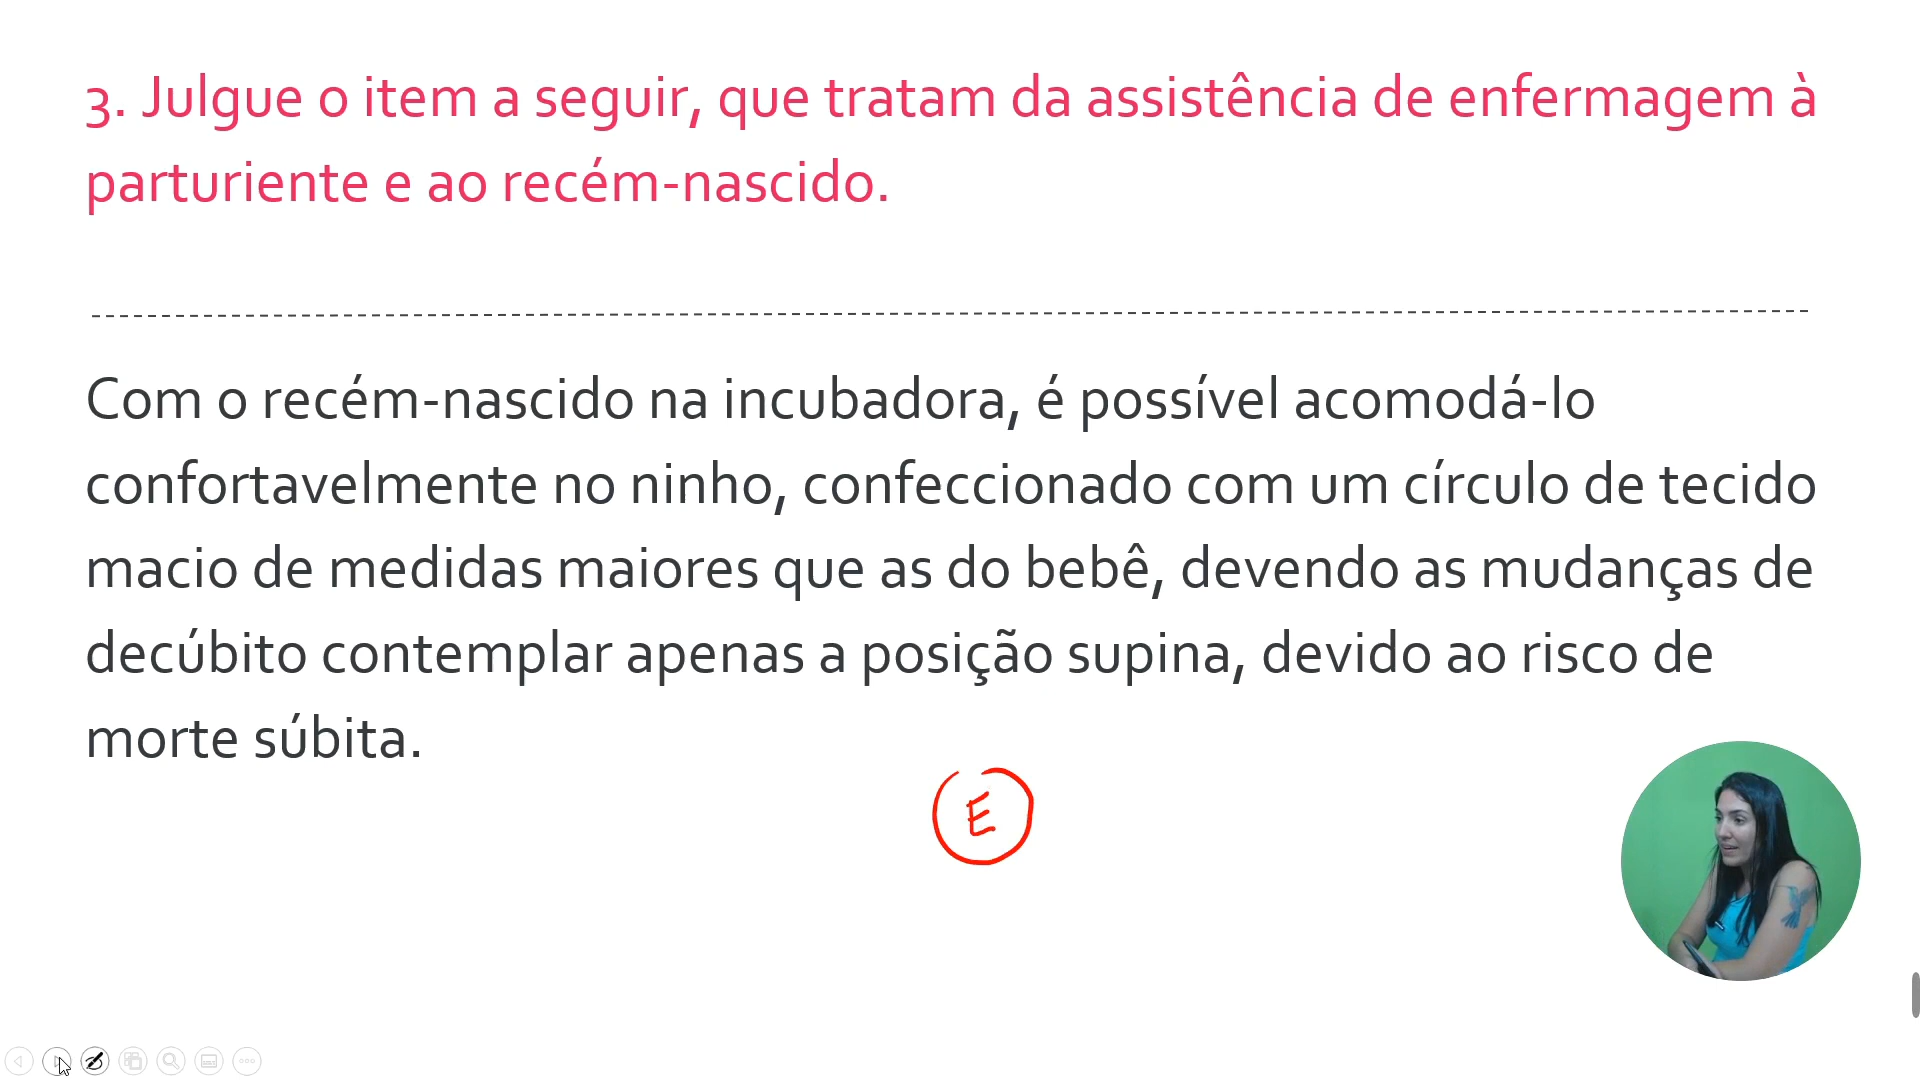 3. Julgue o item a seguir, que tratam da assistência de enfermagem à
parturiente e ao recém-nascido.
Com o recém-nascido na incubadora, é possível acomodá-lo
confortavelmente no ninho, confeccionado com um círculo de tecido
macio de medidas maiores que as do bebê, devendo as mudanças de
decúbito contemplar apenas a posição supina, devido ao risco de
morte súbita.
E